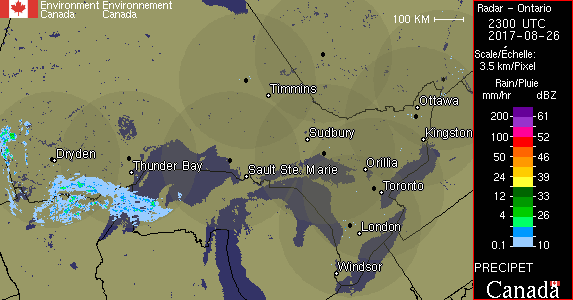 Environment Environnement
Canada Canada
100 KM
Timmins
Ottawa
Sudbury
Kingston
Dryden
Thunder Bay
Sault Ste. Marie
Orillia
Toronto
London
Windsor
Radar - Ontario
2300 UTC
2017-08-26
Scale/Échelle:
3.5 km/Pixel
Rain/Pluie
mm/hr dBZ
200 61
100 52
50 46
24 39
12 33
4 26
0.1 10
PRECIPET
Canada